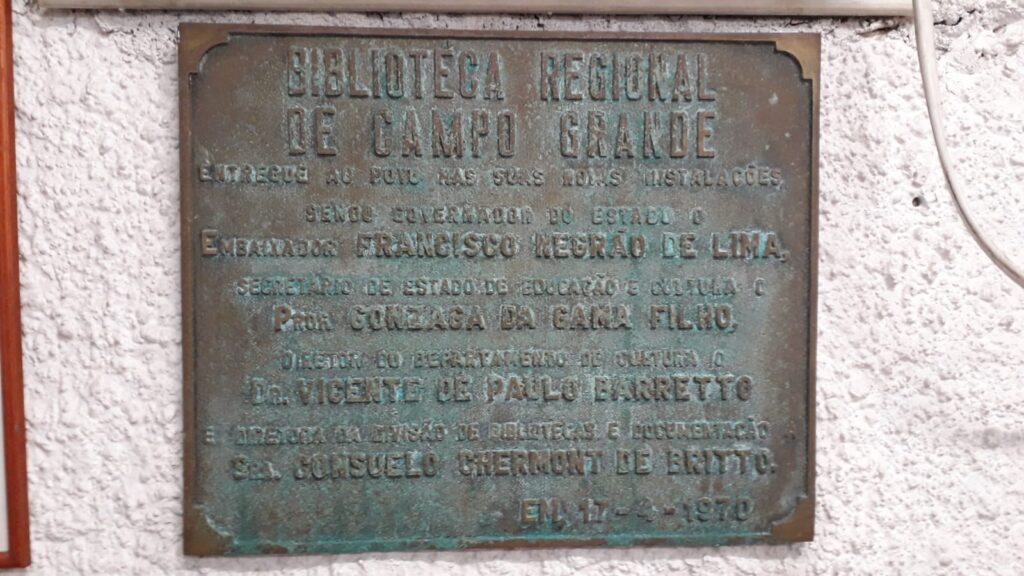 BIBLIOTÉCA REGIONAL
DE CAMPO GRANDE
ENTREGUE AO POVO NAS SUAS NOVAS INSTALAÇÕES,
SENDO GOVERNADOR DO ESTADO O
EMBAIXADOR FRANCISCO NEGRÃO DE LIMA,
SECRETÁRIO DE ESTADO DE EDUCAÇÃO E CULTURA O
PROF. GONZAGA DA GAMA FILHO,
DIRETOR DO DEPARTAMENTO DE CULTURA O
DR. VICENTE DE PAULO BARRETTO
E DIRETORA DA DIVISÃO DE BIBLIOTECAS E DOCUMENTAÇÃO A
SRA. CONSUELO CHERMONT DE BRITTO.
EM, 17-4-1970